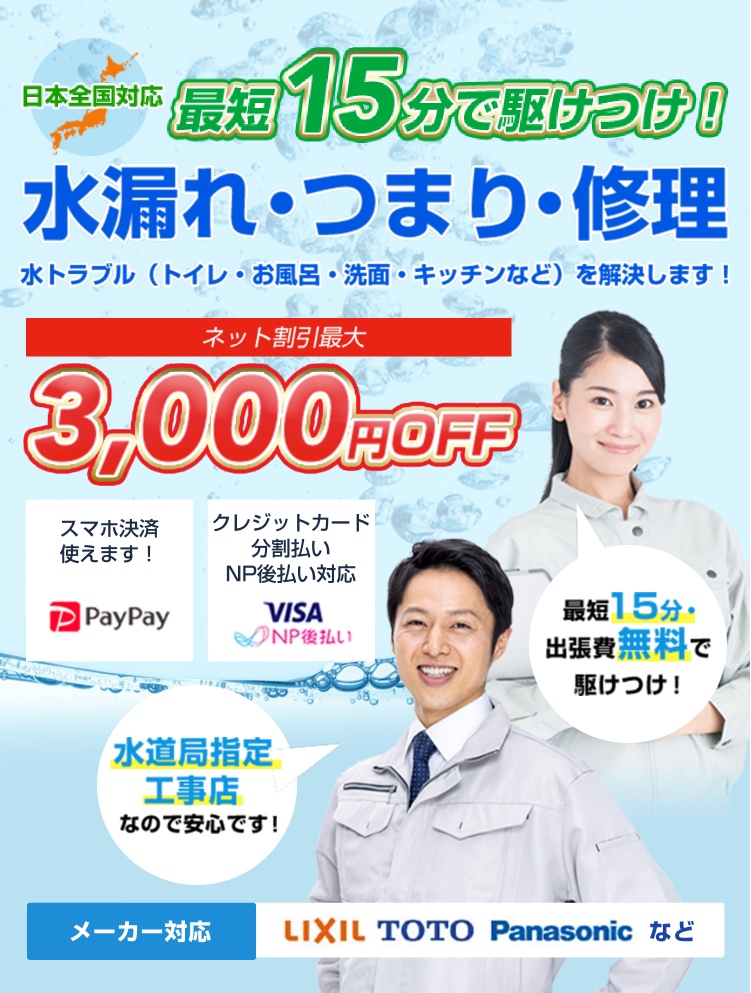 日本全国対応
最短15分で駆けつけ！
水漏れ・つまり・修理
水トラブル（トイレ・お風呂・洗面・キッチンなど）を解決します！
ネット割引最大
3,000円OFF
スマホ決済
使えます！
PayPay
クレジットカード
分割払い
NP後払い対応
VISA
NP後払い
最短15分・
出張費無料で
駆けつけ！
水道局指定
工事店
なので安心です！
メーカー対応
LIXIL TOTO Panasonic など